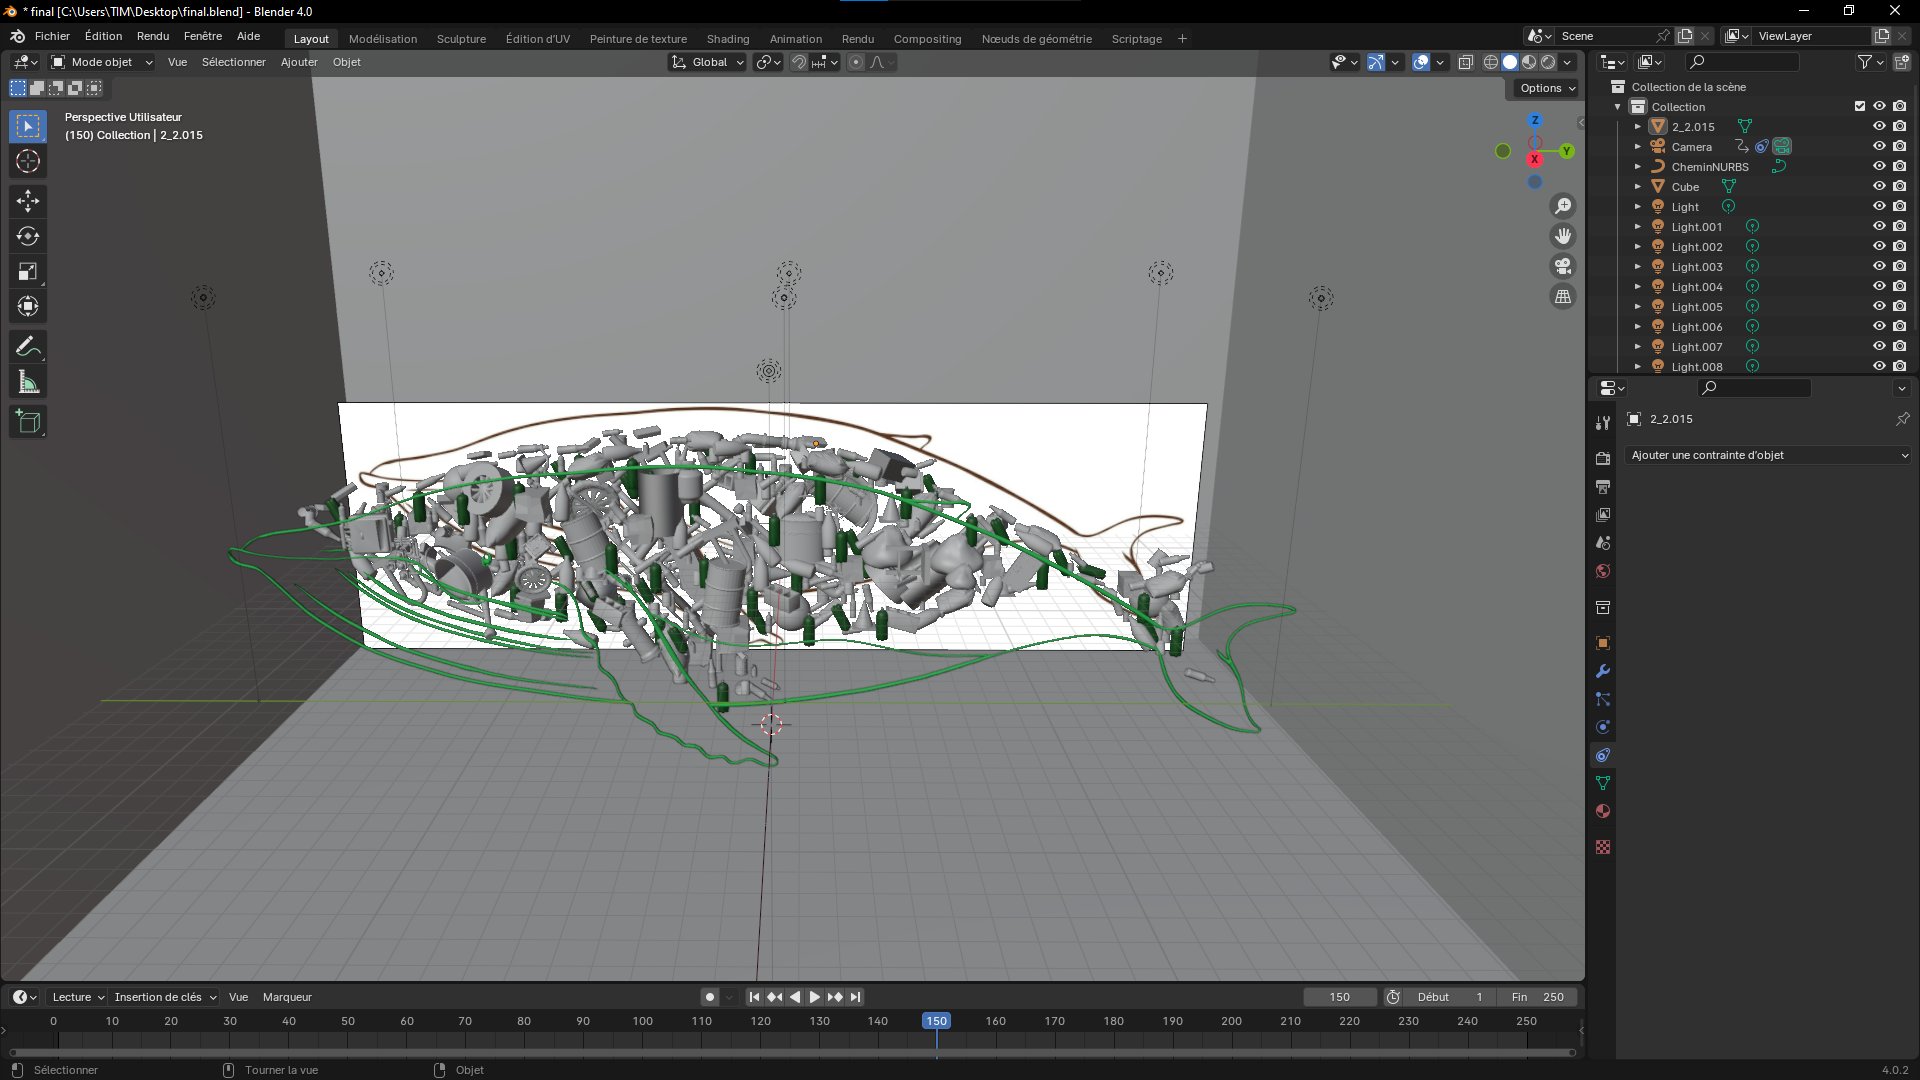 * final [C:\Users\TIM\Desktop\final.blend] - Blender 4.0
Fichier Édition Rendu Fenêtre Aide
Layout Modélisation Sculpture Édition d'UV Peinture de texture Shading Animation Rendu Compositing Nœuds de géométrie Scripting +
Scene
ViewLayer
Mode objet Vue Sélectionner Ajouter Objet
Global
Options
Perspective Utilisateur
(150) Collection | 2_2.015
Z
Y
X
Collection de la scène
Collection
2_2.015
Camera
CheminNURBS
Cube
Light
Light.001
Light.002
Light.003
Light.004
Light.005
Light.006
Light.007
Light.008
2_2.015
Ajouter une contrainte d'objet
Lecture Insertion de clés Vue Marqueur
150
Début 1
Fin 250
0 10 20 30 40 50 60 70 80 90 100 110 120 130 140 150 160 170 180 190 200 210 220 230 240 250
Sélectionner
Tourner la vue
Objet
4.0.2